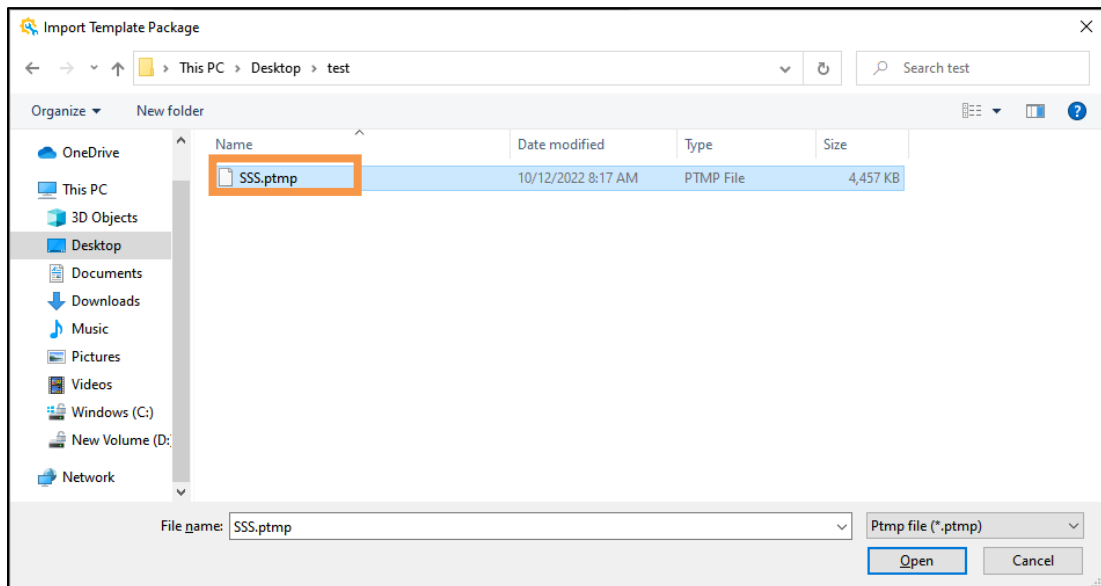 Import Template Package
This PC > Desktop > test
Search test
Organize
New folder
Name
Date modified
Type
Size
SSS.ptmp
10/12/2022 8:17 AM
PTMP File
4,457 KB
OneDrive
This PC
3D Objects
Desktop
Documents
Downloads
Music
Pictures
Videos
Windows (C:)
New Volume (D:
Network
File name:
SSS.ptmp
Ptmp file (*.ptmp)
Open
Cancel